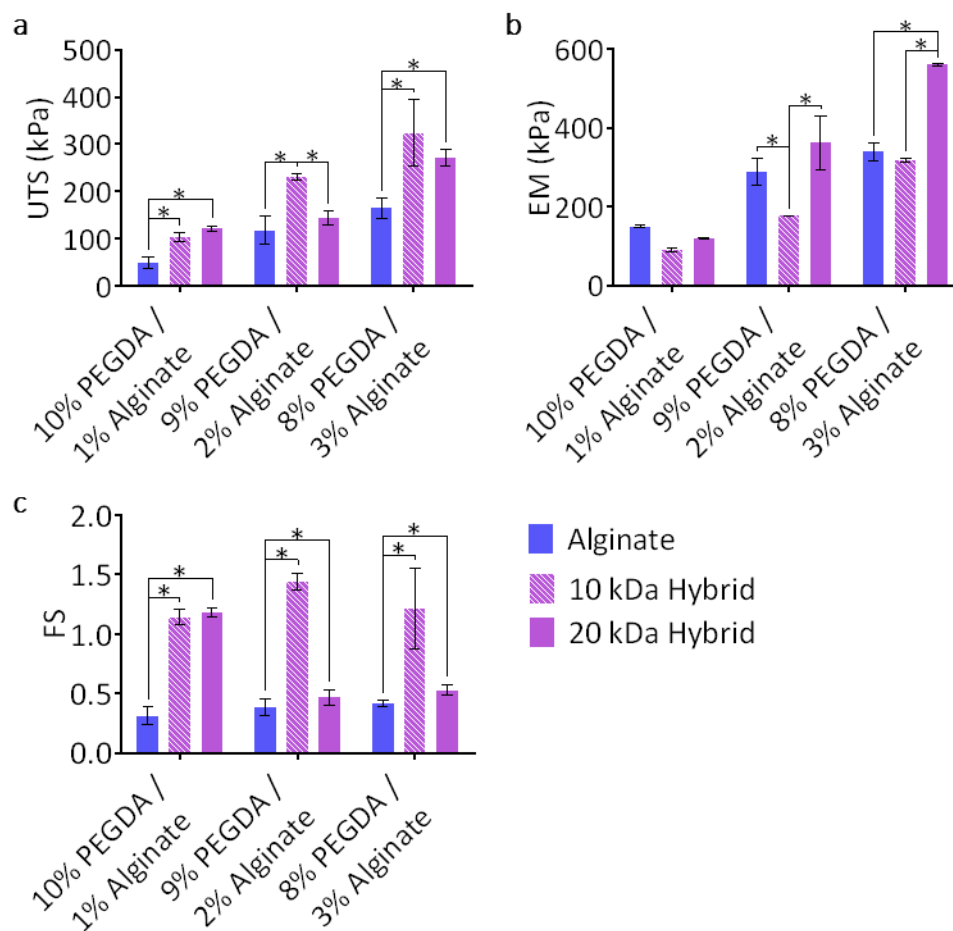 a
500
400
300
200
100
0
UTS (kPa)
*
*
*
*
*
*
10% PEGDA /
1% Alginate
9% PEGDA /
2% Alginate
8% PEGDA /
3% Alginate
b
600
400
200
0
EM (kPa)
*
*
*
*
10% PEGDA /
1% Alginate
9% PEGDA /
2% Alginate
8% PEGDA /
3% Alginate
c
2.0
1.5
1.0
0.5
0.0
FS
*
*
*
*
*
*
10% PEGDA /
1% Alginate
9% PEGDA /
2% Alginate
8% PEGDA /
3% Alginate
Alginate
10 kDa Hybrid
20 kDa Hybrid